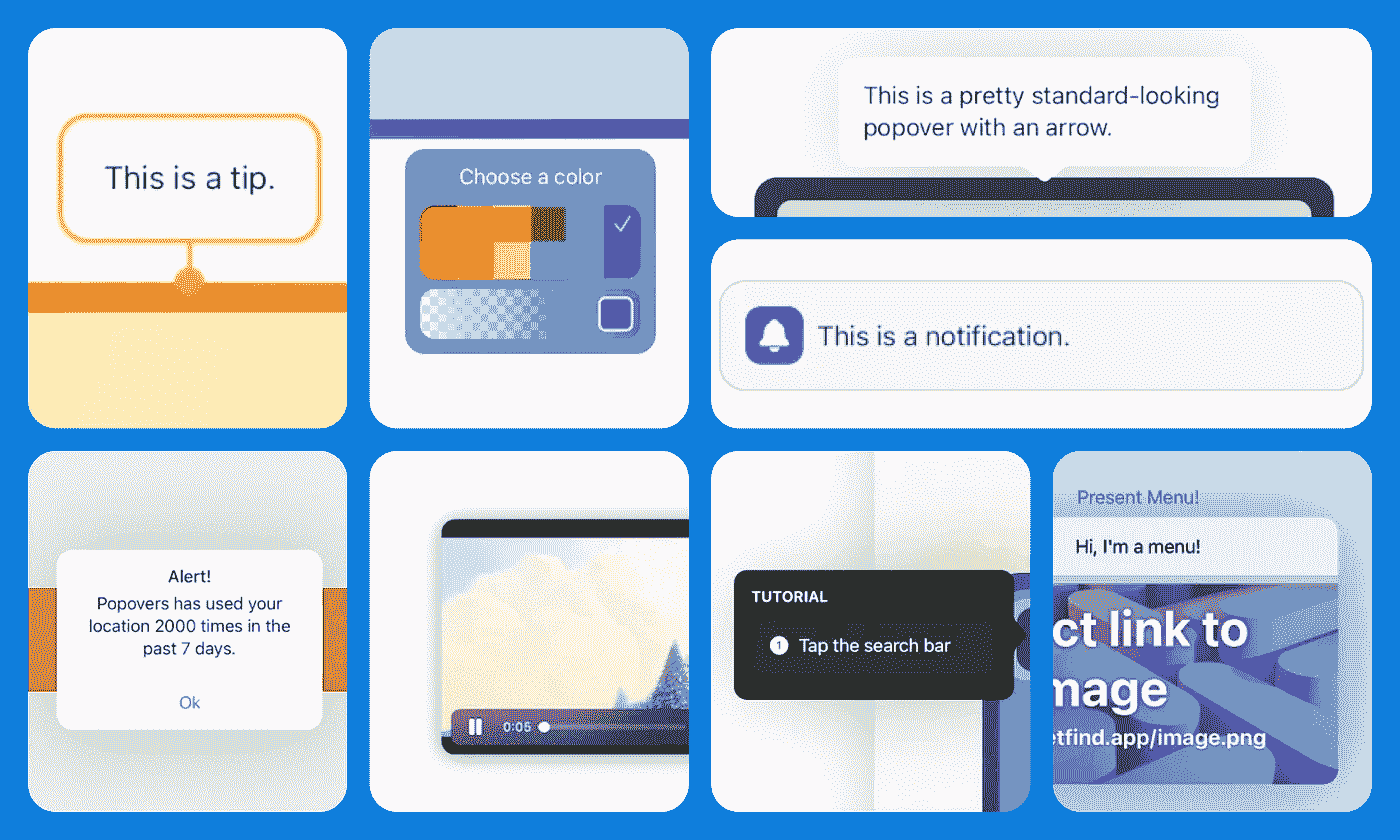 This is a tip.
Choose a color
This is a pretty standard-looking
popover with an arrow.
This is a notification.
Alert!
Popovers has used your
location 2000 times in the
past 7 days.
Ok
0:05
TUTORIAL
1 Tap the search bar
Present Menu!
Hi, I'm a menu!
ct link to
mage
etfind.app/image.png